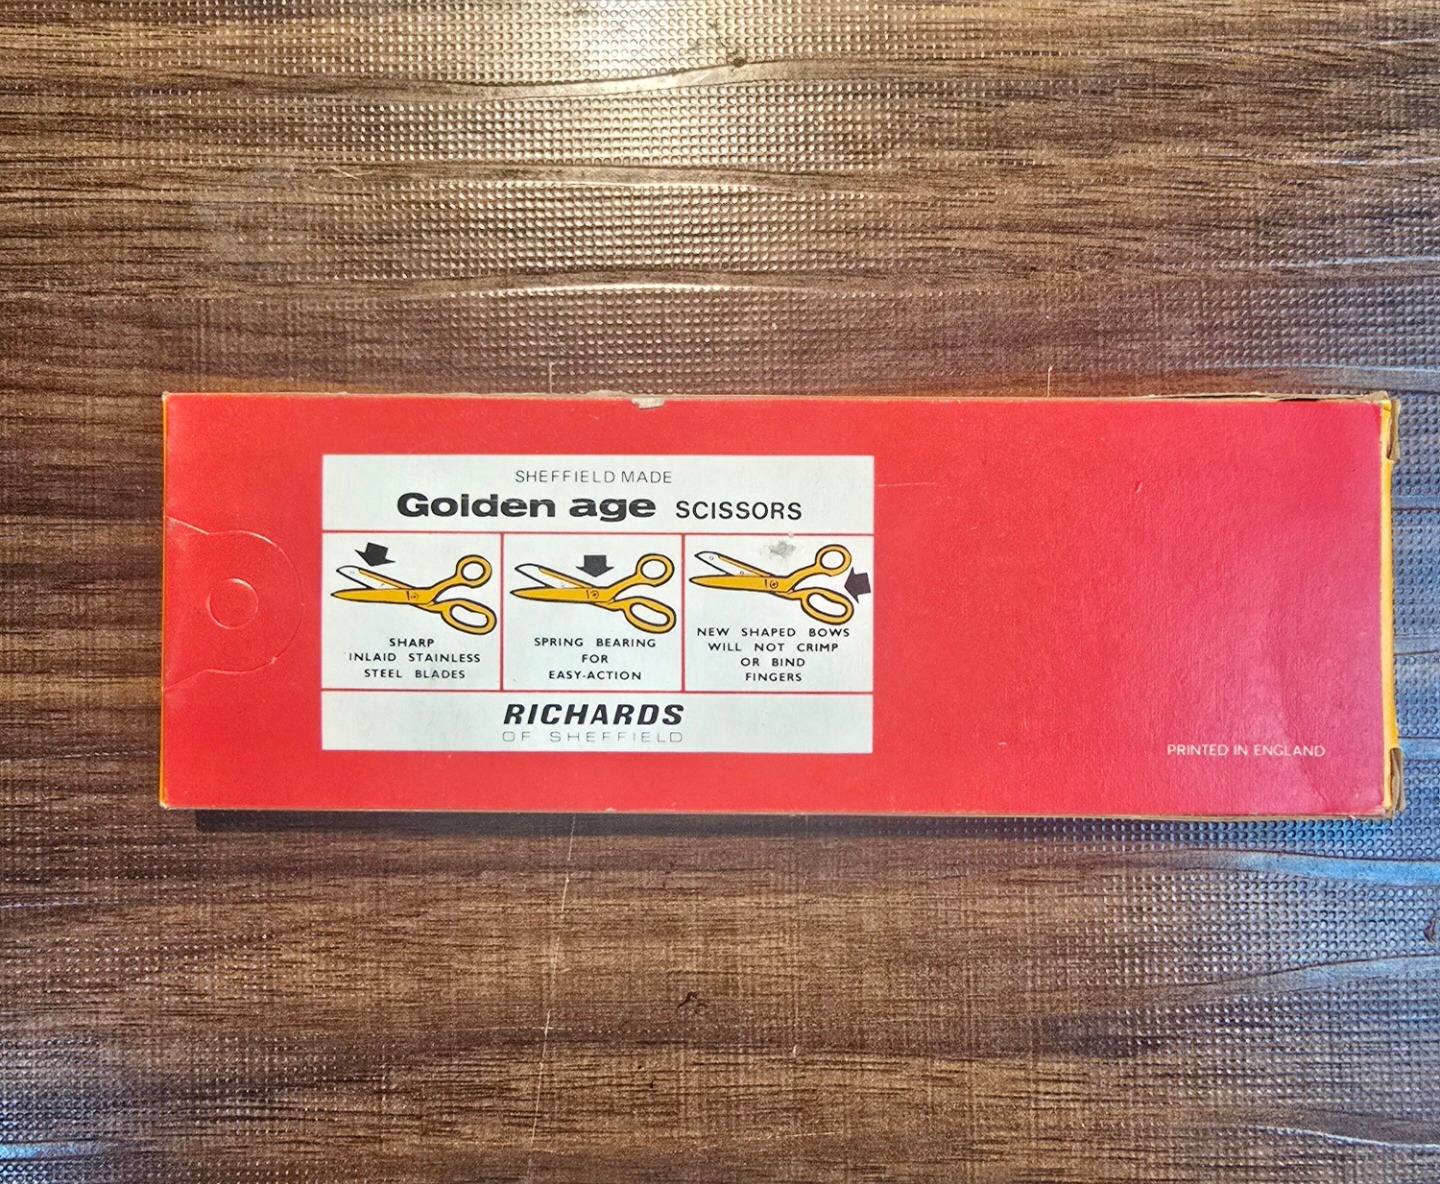 SHEFFIELD MADE
Golden age SCISSORS
SHARP
INLAID STAINLESS
STEEL BLADES
SPRING BEARING
FOR
EASY-ACTION
NEW SHAPED BOWS
WILL NOT CRIMP
OR BIND
FINGERS
RICHARDS
OF SHEFFIELD
PRINTED IN ENGLAND